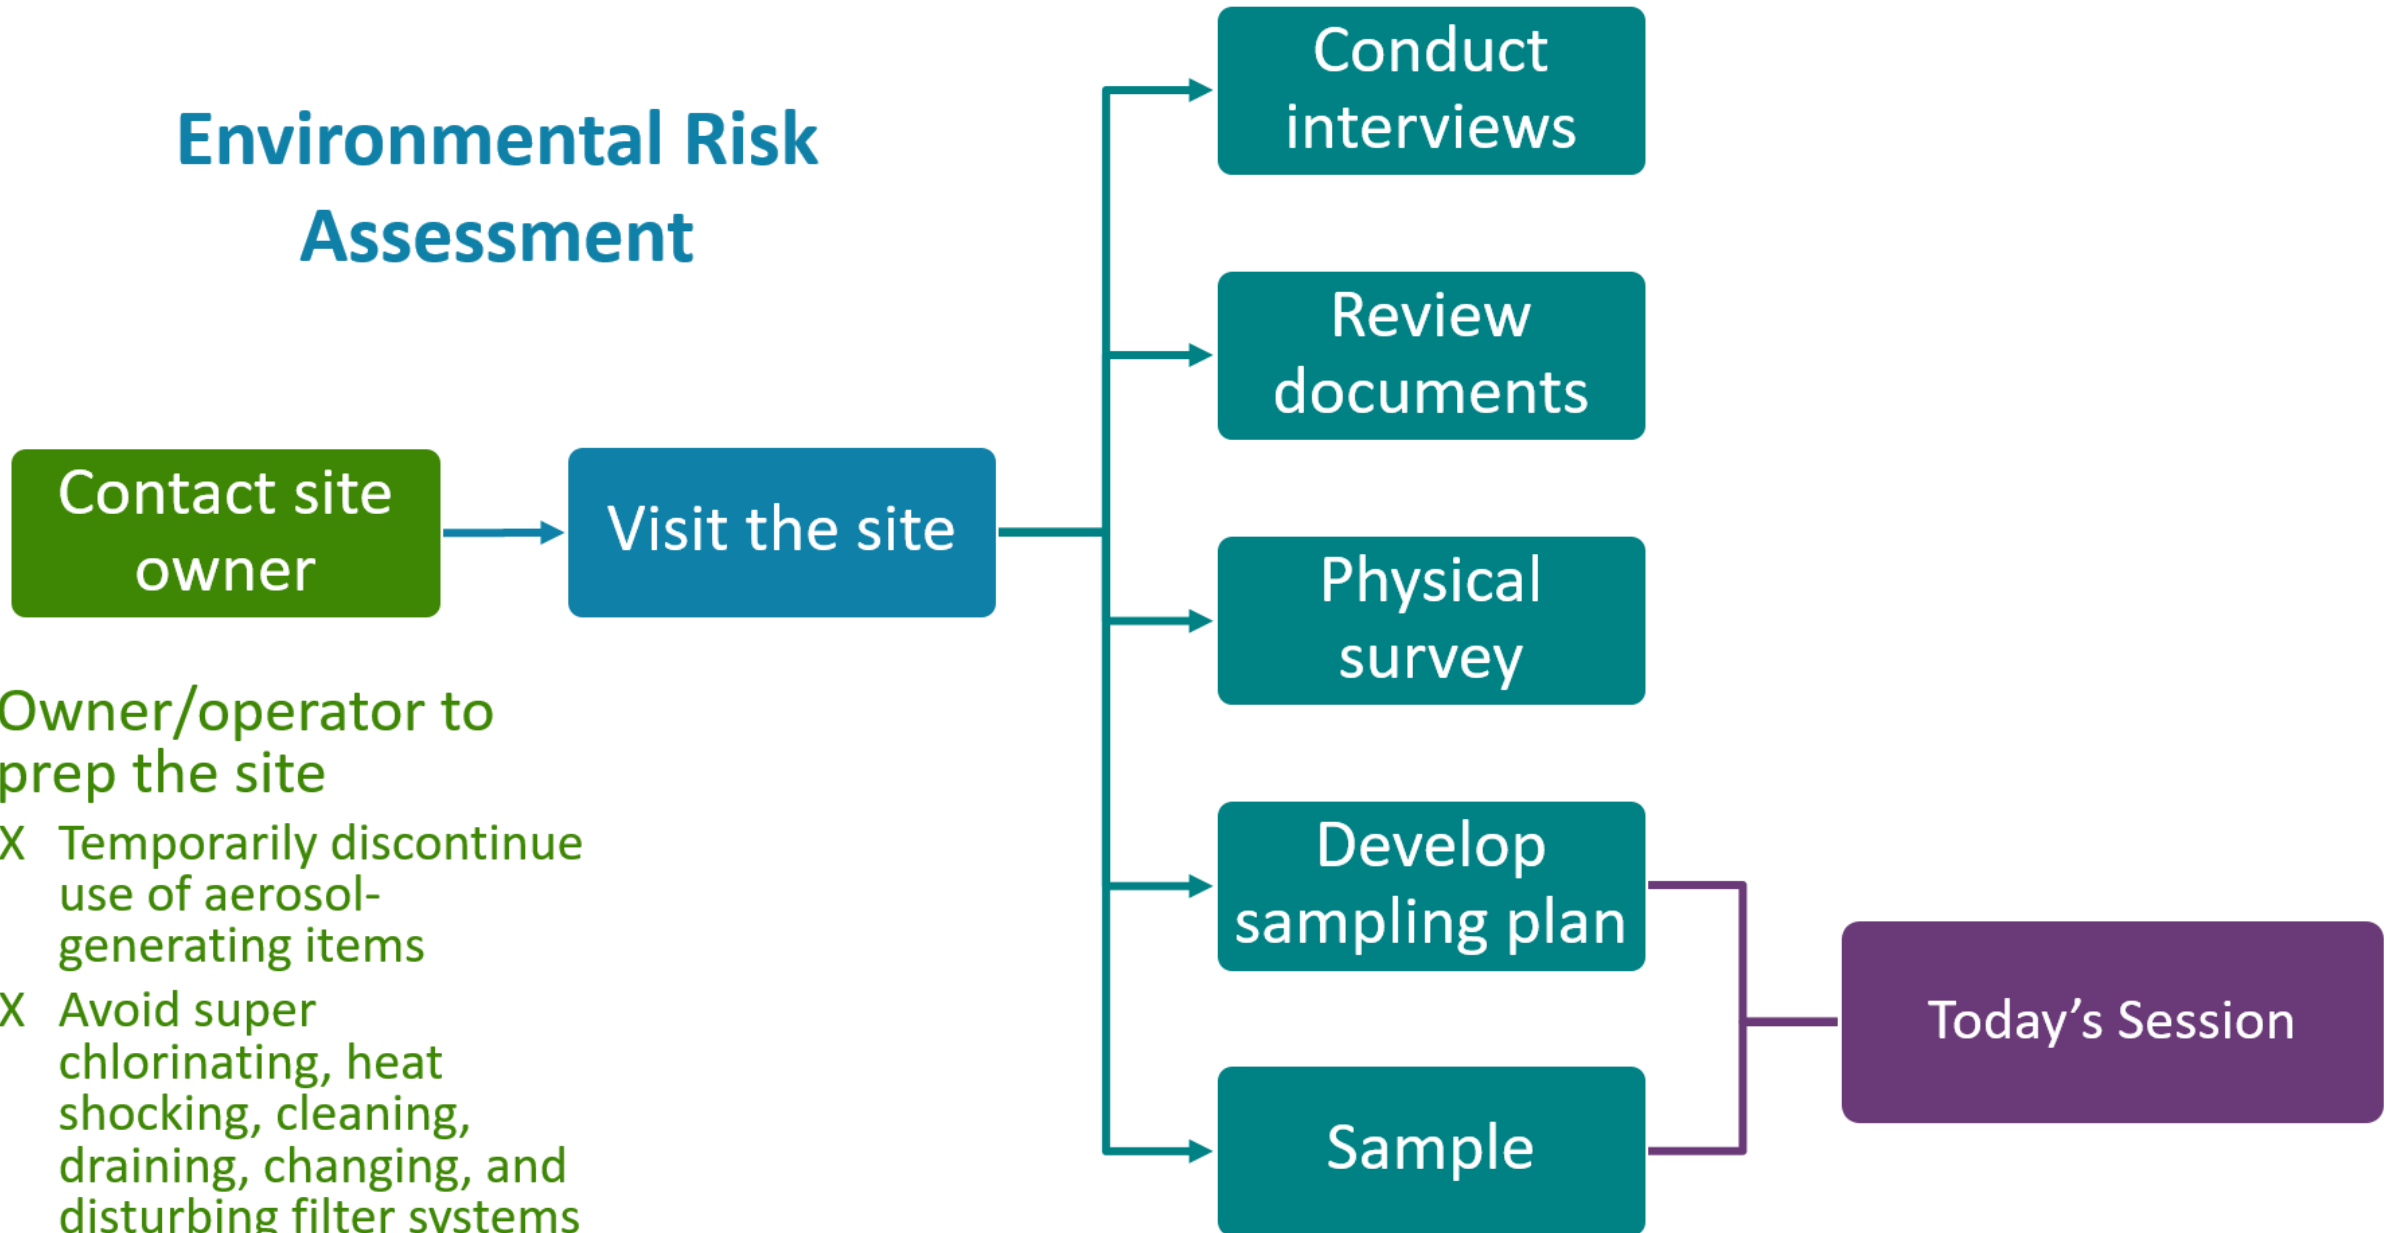 Environmental Risk
Assessment
Contact site
owner
Visit the site
Conduct
interviews
Review
documents
Physical
survey
Develop
sampling plan
Sample
Today’s Session
Owner/operator to
prep the site
X Temporarily discontinue
use of aerosol-
generating items
X Avoid super
chlorinating, heat
shocking, cleaning,
draining, changing, and
disturbing filter systems